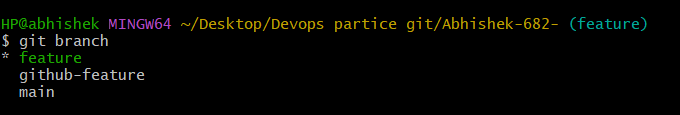 HP@abhishek MINGW64 ~/Desktop/Devops partice git/Abhishek-682- (feature)
$ git branch
* feature
  github-feature
  main